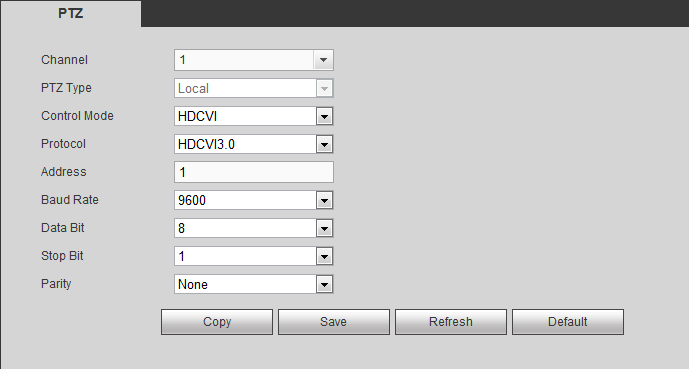 PTZ
Channel 1
PTZ Type Local
Control Mode HDCVI
Protocol HDCVI3.0
Address 1
Baud Rate 9600
Data Bit 8
Stop Bit 1
Parity None
Copy Save Refresh Default